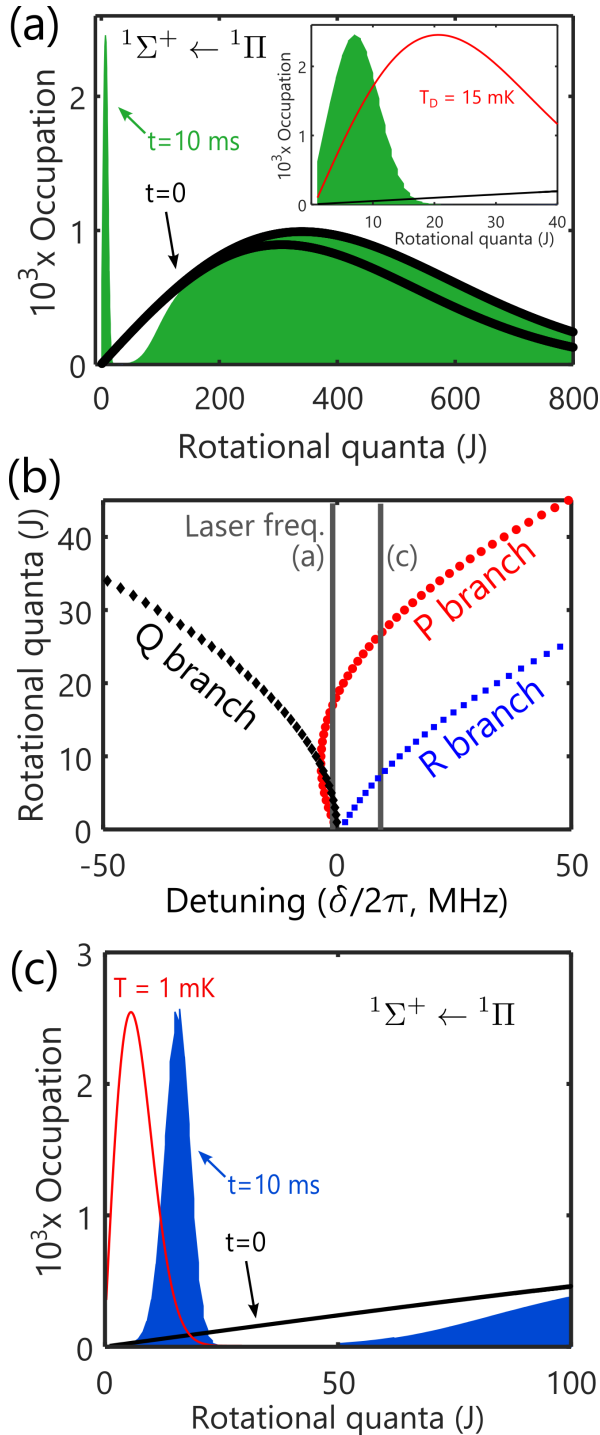 (a)
¹Σ⁺ ← ¹Π
10³x Occupation
2
1
0
t=10 ms
t=0
10³x Occupation
2
1
0
T_D = 15 mK
10 20 30 40
Rotational quanta (J)
0 200 400 600 800
Rotational quanta (J)
(b)
Rotational quanta (J)
40
30
20
10
0
Laser freq.
(a)
(c)
Q branch
P branch
R branch
-50 0 50
Detuning (δ/2π, MHz)
(c)
10³x Occupation
3
2
1
0
T = 1 mK
¹Σ⁺ ← ¹Π
t=10 ms
t=0
0 50 100
Rotational quanta (J)